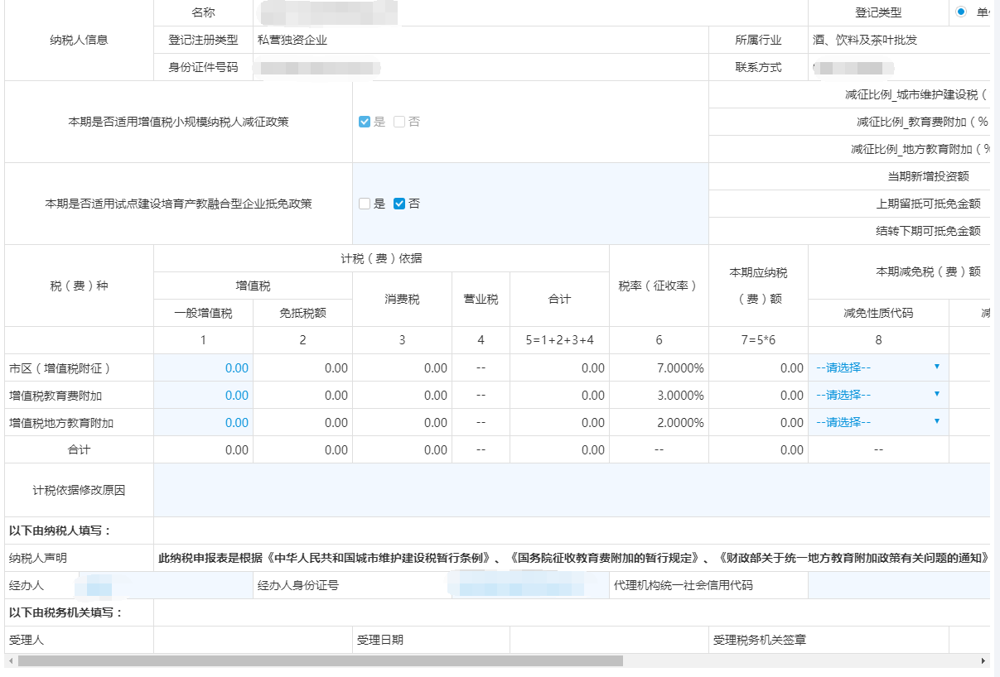 名称 登记类型 单
纳税人信息 登记注册类型 私营独资企业 所属行业 酒、饮料及茶叶批发
身份证件号码 联系方式
减征比例_城市维护建设税（
本期是否适用增值税小规模纳税人减征政策 是 否 减征比例_教育费附加（%
减征比例_地方教育附加（%
当期新增投资额
本期是否适用试点建设培育产教融合型企业抵免政策 是 否 上期留抵可抵免金额
结转下期可抵免金额
计税（费）依据
税（费）种 增值税 消费税 营业税 合计 税率（征收率） 本期应纳税（费）额 本期减免税（费）额
一般增值税 免抵税额 减免性质代码 减
1 2 3 4 5=1+2+3+4 6 7=5*6 8
市区（增值税附征） 0.00 0.00 0.00 -- 0.00 7.0000% 0.00 --请选择--
增值税教育费附加 0.00 0.00 0.00 -- 0.00 3.0000% 0.00 --请选择--
增值税地方教育附加 0.00 0.00 0.00 -- 0.00 2.0000% 0.00 --请选择--
合计 0.00 0.00 0.00 -- 0.00 -- 0.00 --
计税依据修改原因
以下由纳税人填写：
纳税人声明 此纳税申报表是根据《中华人民共和国城市维护建设税暂行条例》、《国务院征收教育费附加的暂行规定》、《财政部关于统一地方教育附加政策有关问题的通知》
经办人 经办人身份证号 代理机构统一社会信用代码
以下由税务机关填写：
受理人 受理日期 受理税务机关签章